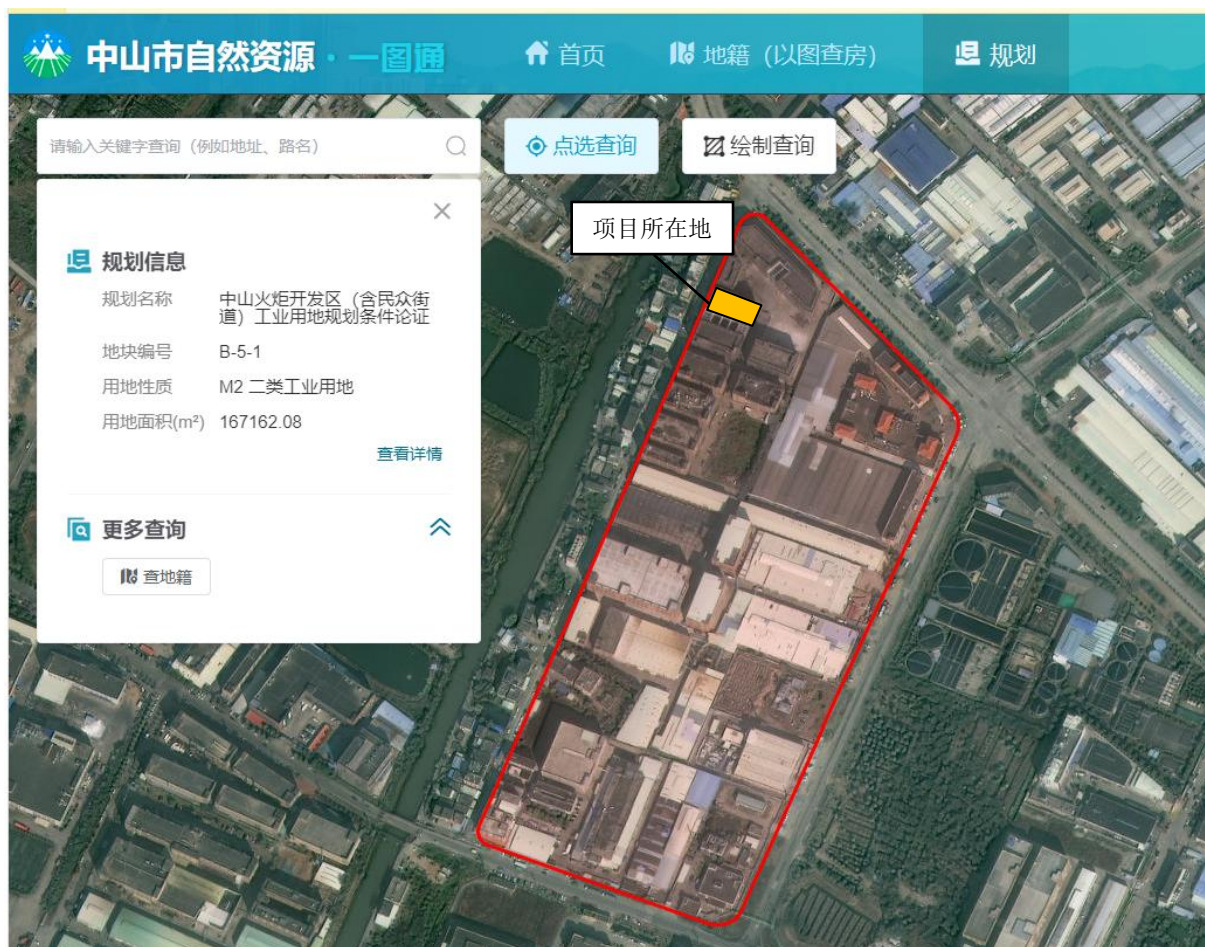 中山市自然资源·一图通
首页
地籍（以图查房）
规划
请输入关键字查询（例如地址、路名）
点选查询
绘制查询
项目所在地
规划信息
规划名称 中山火炬开发区（含民众街
道）工业用地规划条件论证
地块编号 B-5-1
用地性质 M2 二类工业用地
用地面积(m²) 167162.08
查看详情
更多查询
查地籍